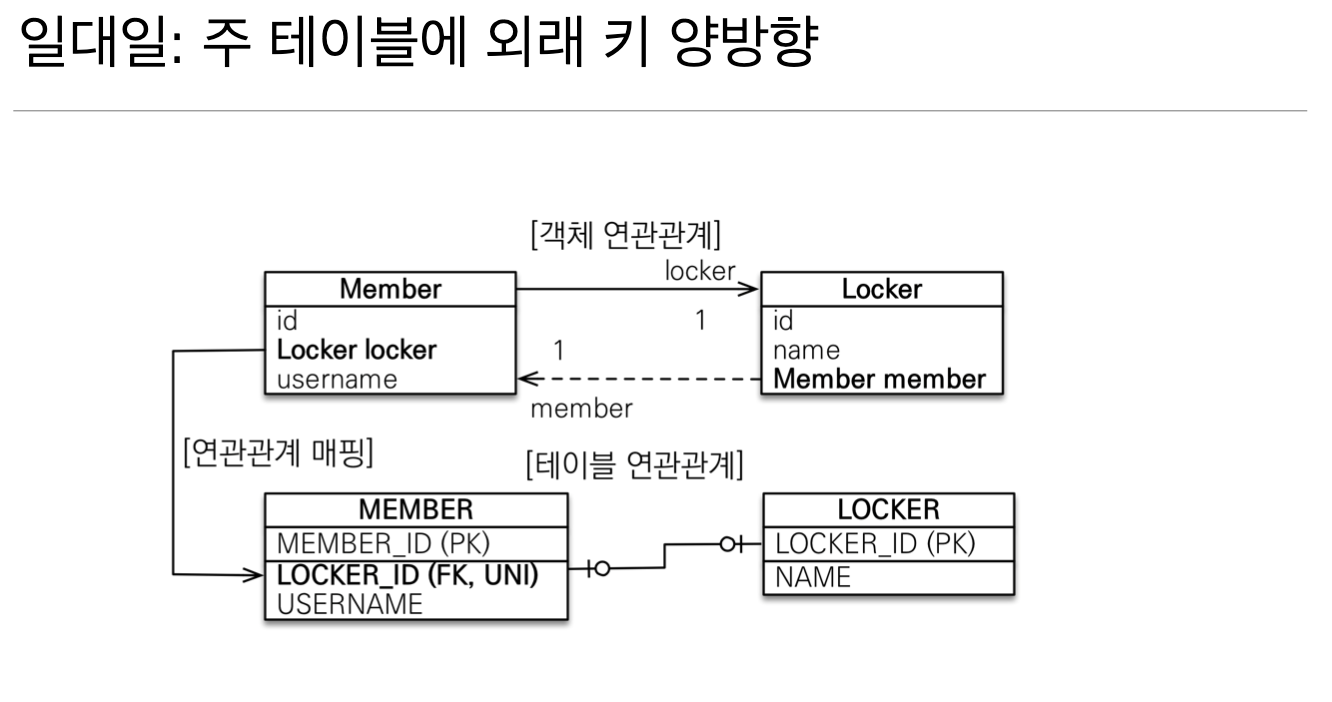 일대일: 주 테이블에 외래 키 양방향
[객체 연관관계]
locker
Member
id
Locker locker
username
1
1
member
Locker
id
name
Member member
[연관관계 매핑]
[테이블 연관관계]
MEMBER
MEMBER_ID (PK)
LOCKER_ID (FK, UNI)
USERNAME
LOCKER
LOCKER_ID (PK)
NAME